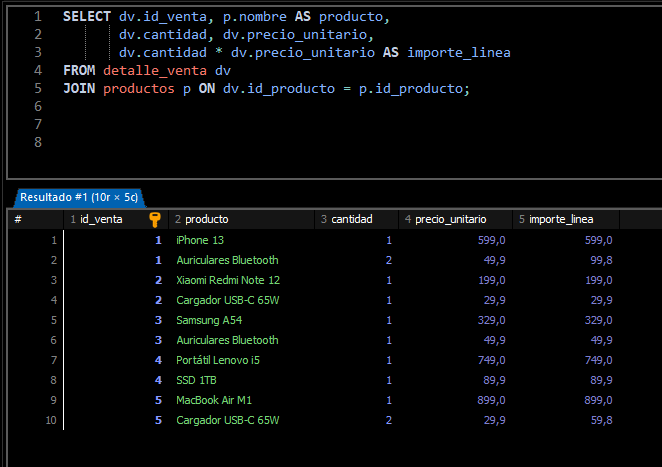 1 SELECT dv.id_venta, p.nombre AS producto,
2 dv.cantidad, dv.precio_unitario,
3 dv.cantidad * dv.precio_unitario AS importe_linea
4 FROM detalle_venta dv
5 JOIN productos p ON dv.id_producto = p.id_producto;
6
7
8
Resultado #1 (10r × 5c)
# 1 id_venta 2 producto 3 cantidad 4 precio_unitario 5 importe_linea
1 1 iPhone 13 1 599,0 599,0
2 1 Auriculares Bluetooth 2 49,9 99,8
3 2 Xiaomi Redmi Note 12 1 199,0 199,0
4 2 Cargador USB-C 65W 1 29,9 29,9
5 3 Samsung A54 1 329,0 329,0
6 3 Auriculares Bluetooth 1 49,9 49,9
7 4 Portátil Lenovo i5 1 749,0 749,0
8 4 SSD 1TB 1 89,9 89,9
9 5 MacBook Air M1 1 899,0 899,0
10 5 Cargador USB-C 65W 2 29,9 59,8